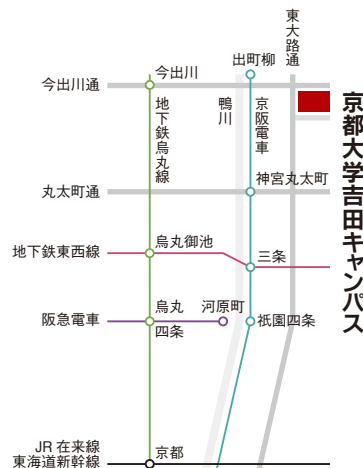 東大路通
出町柳
今出川
今出川通
地下鉄烏丸線
鴨川
京阪電車
京都大学吉田キャンパス
神宮丸太町
丸太町通
烏丸御池
地下鉄東西線
三条
烏丸
河原町
阪急電車
四条
祇園四条
JR 在来線
京都
東海道新幹線